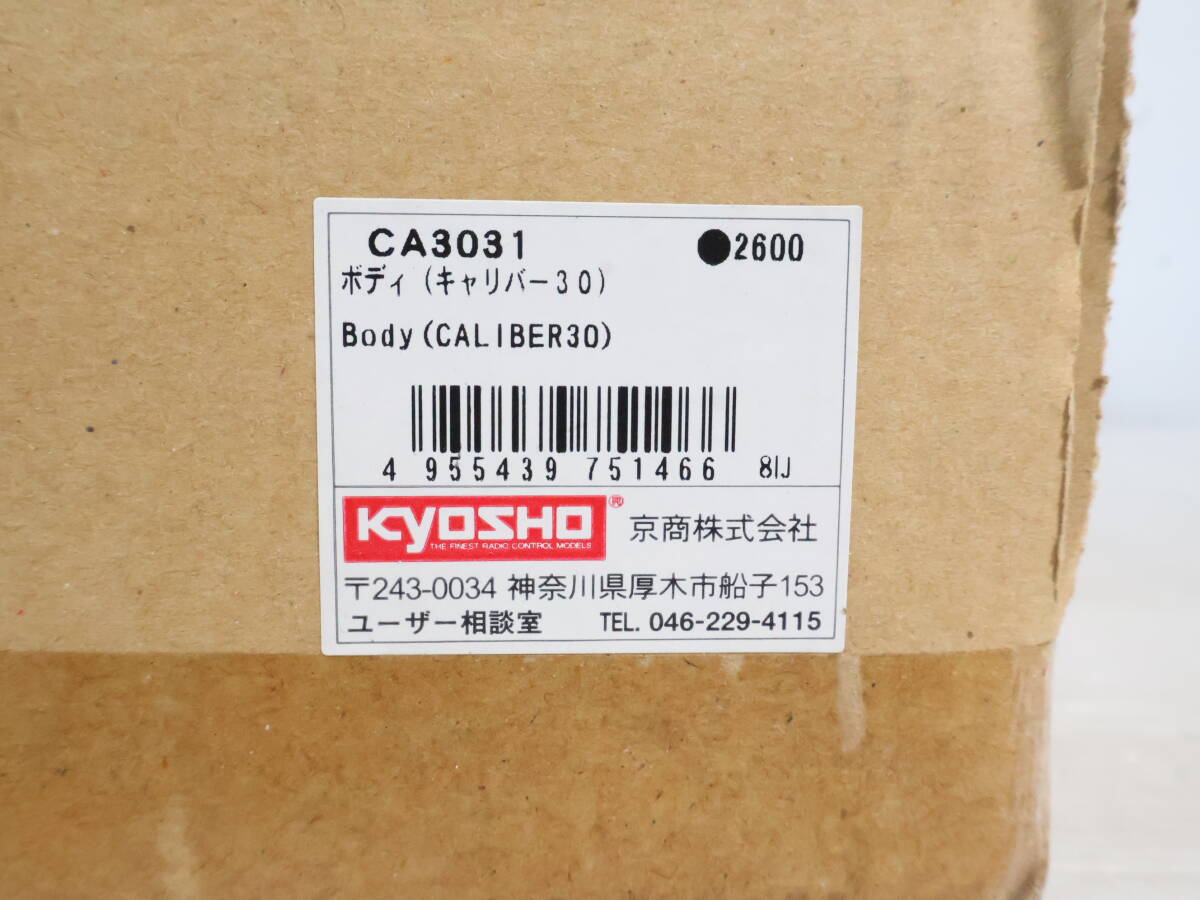 CA3031 ●2600
ボディ(キャリバー30)
Body(CALIBER30)
4 955439 751466 8IJ
KYOSHO® 京商株式会社
THE FINEST RADIO CONTROL MODELS
〒243-0034 神奈川県厚木市船子153
ユーザー相談室 TEL. 046-229-4115